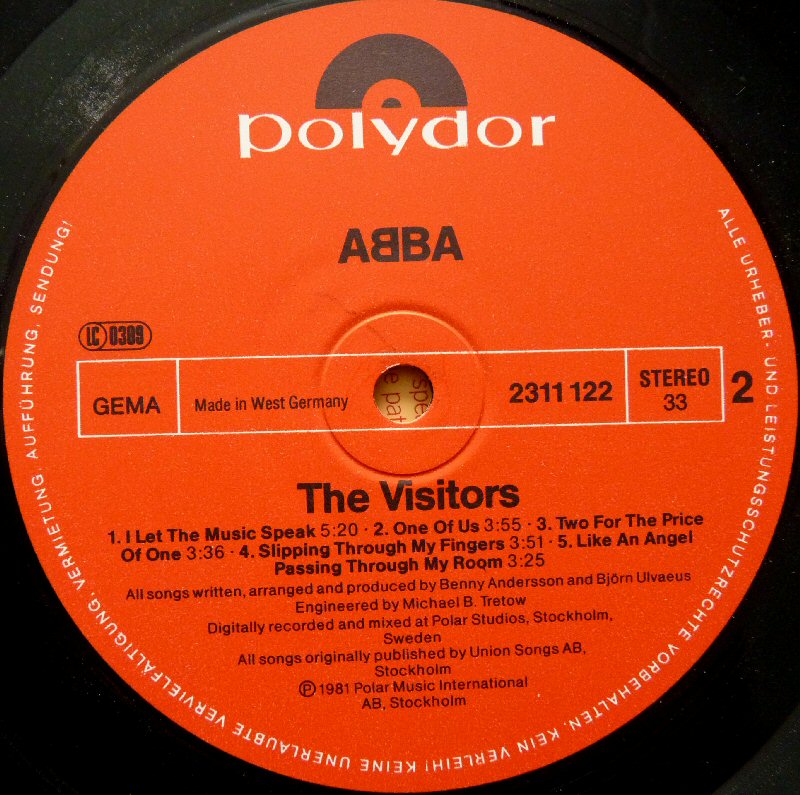 polydor
ABBA
LC 0309
GEMA
Made in West Germany
2311 122
STEREO
33
2
The Visitors
1. I Let The Music Speak 5:20 · 2. One Of Us 3:55 · 3. Two For The Price
Of One 3:36 · 4. Slipping Through My Fingers 3:51 · 5. Like An Angel
Passing Through My Room 3:25
All songs written, arranged and produced by Benny Andersson and Björn Ulvaeus
Engineered by Michael B. Tretow
Digitally recorded and mixed at Polar Studios, Stockholm,
Sweden
All songs originally published by Union Songs AB,
Stockholm
℗ 1981 Polar Music International
AB, Stockholm
ALLE URHEBER- UND LEISTUNGSSCHUTZRECHTE VORBEHALTEN. KEIN VERLEIH! KEINE UNERLAUBTE VERVIELFÄLTIGUNG, VERMIETUNG, AUFFÜHRUNG, SENDUNG!